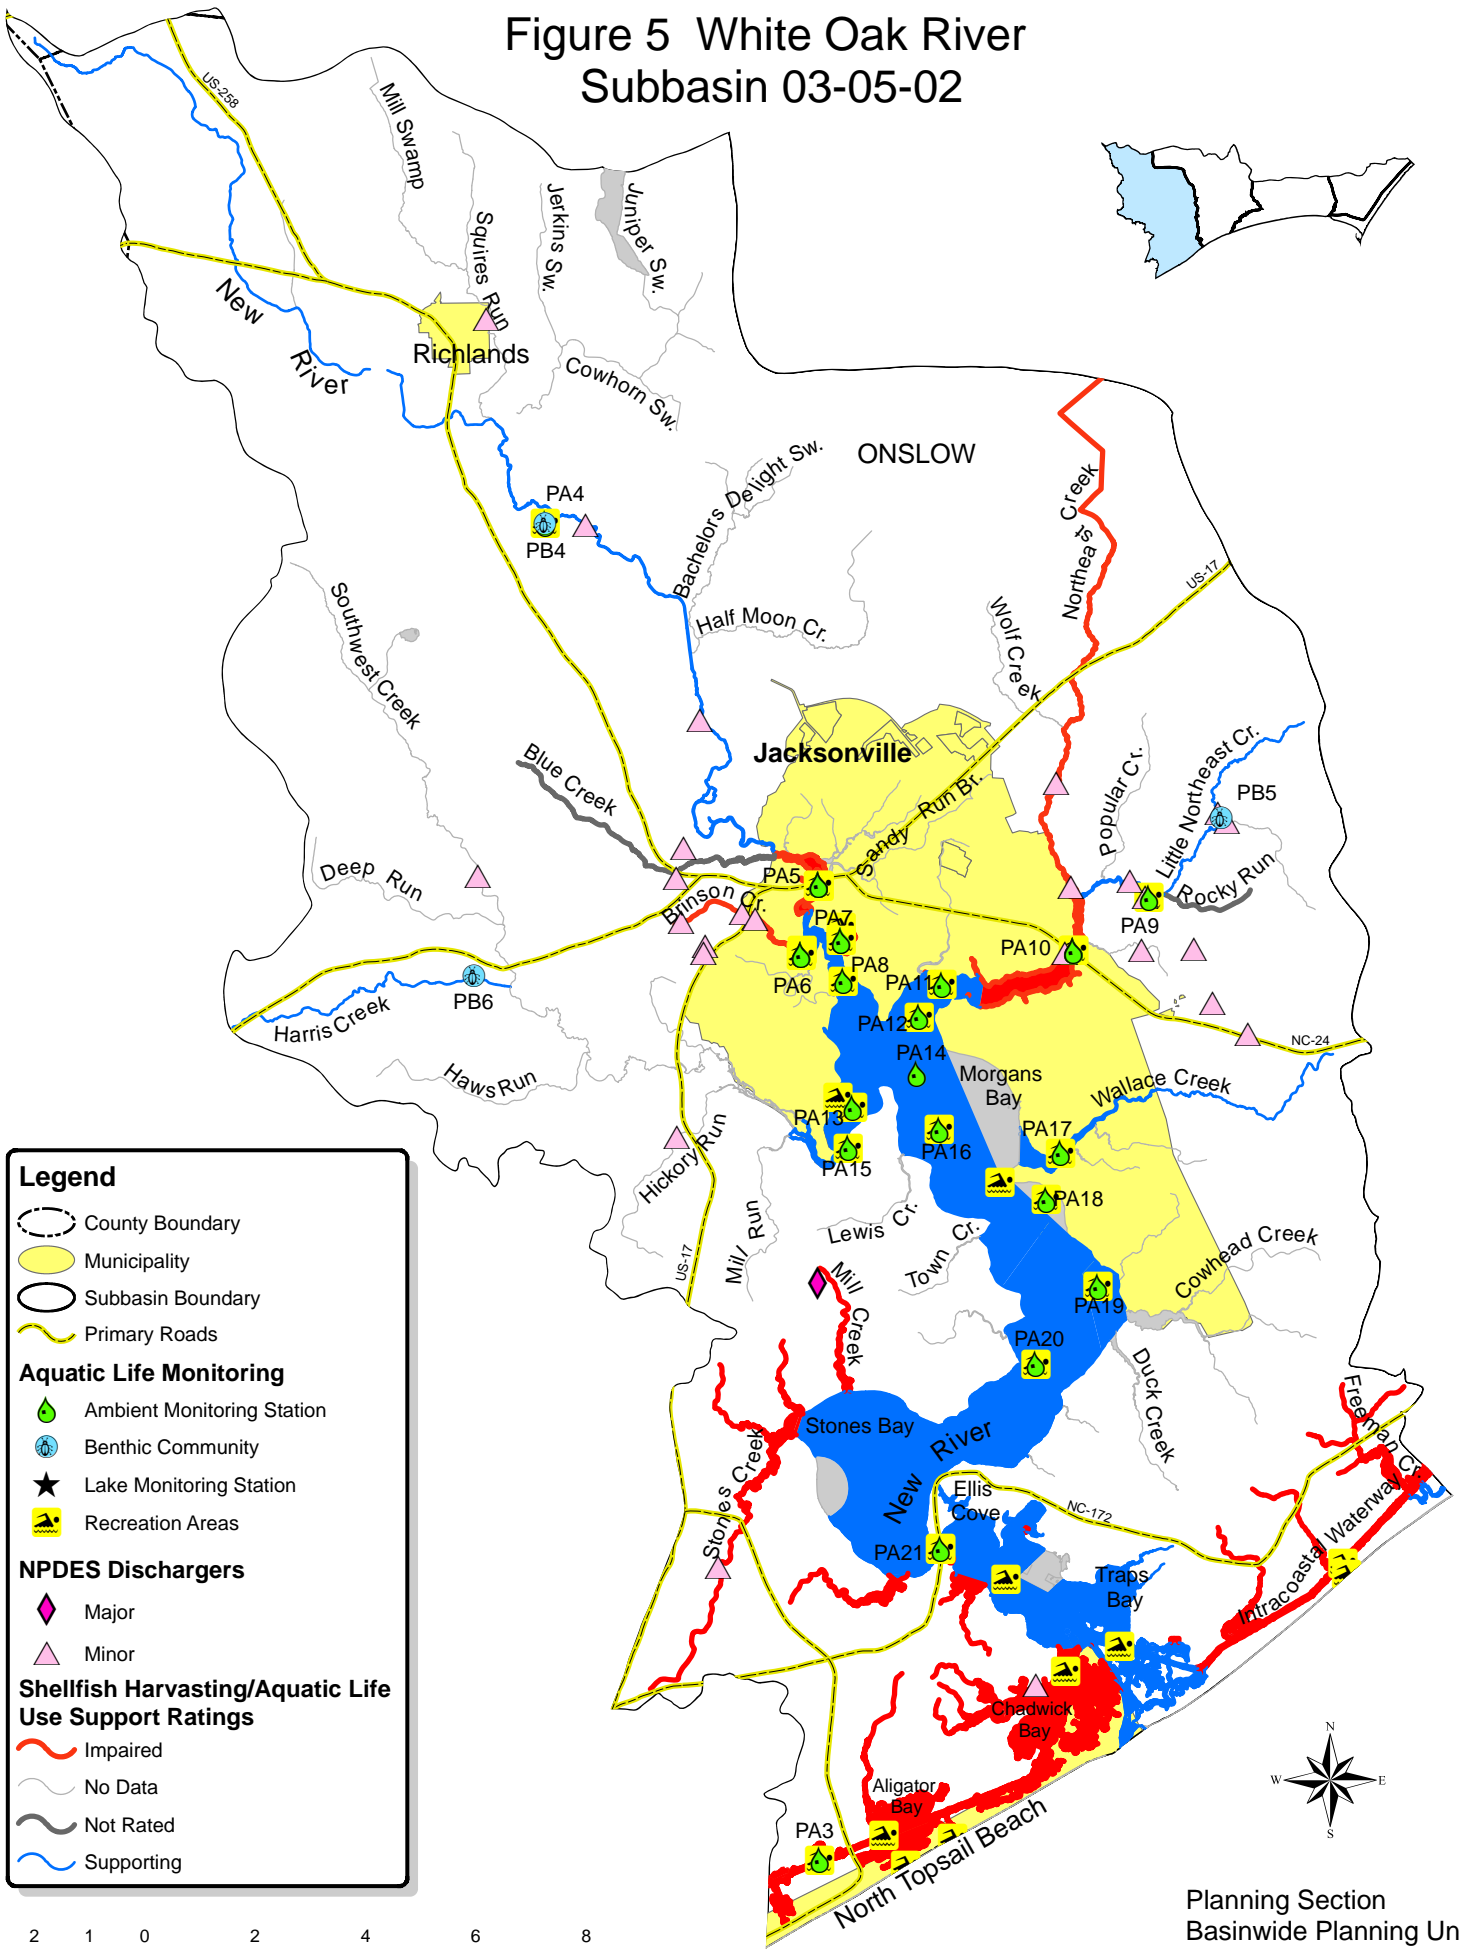 Figure 5 White Oak River
Subbasin 03-05-02
US-258
Mill Swamp
Squires Run
Jerkins Sw.
Juniper Sw.
New
River
Richlands
Cowhorn Sw.
ONSLOW
Bachelors Delight Sw.
PA4
PB4
Northeast Creek
US-17
Half Moon Cr.
Wolf Creek
Southwest Creek
Jacksonville
Blue Creek
Sandy Run Br.
Popular Cr.
Little Northeast Cr.
PB5
Deep Run
Brinson Cr.
PA5
Rocky Run
PA7
PA9
PA10
PA6
PA8
PA11
PB6
Harris Creek
PA12
NC-24
PA14
Haws Run
Morgans
Bay
Wallace Creek
PA13
PA17
PA16
PA15
Hickory Run
PA18
Mill Run
Lewis Cr.
Town Cr.
Cowhead Creek
US-17
Mill Creek
PA19
PA20
Duck Creek
Freeman Cr.
Stones Bay
New River
Stones Creek
Ellis
Cove
NC-172
PA21
Traps
Bay
Intracoastal Waterway
Chadwick
Bay
Aligator
Bay
PA3
North Topsail Beach
Legend
County Boundary
Municipality
Subbasin Boundary
Primary Roads
Aquatic Life Monitoring
Ambient Monitoring Station
Benthic Community
Lake Monitoring Station
Recreation Areas
NPDES Dischargers
Major
Minor
Shellfish Harvesting/Aquatic Life
Use Support Ratings
Impaired
No Data
Not Rated
Supporting
N
W E
S
2 1 0 2 4 6 8
Planning Section
Basinwide Planning Un